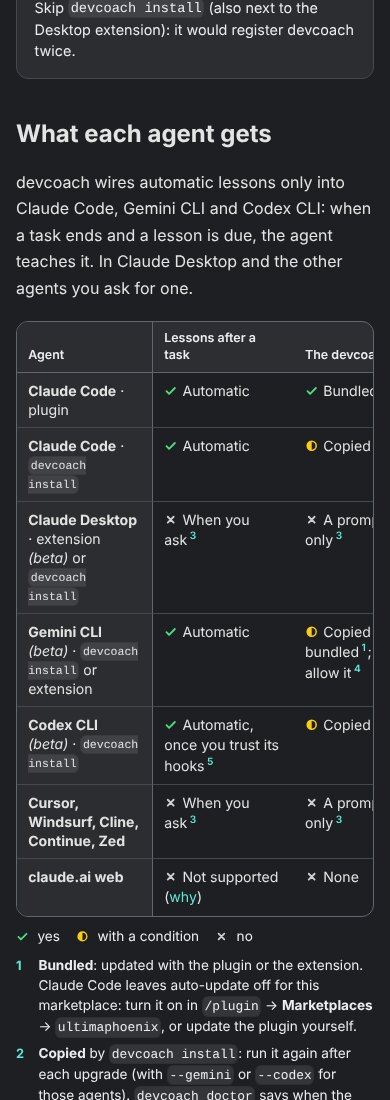 Skip devcoach install (also next to the
Desktop extension): it would register devcoach
twice.
What each agent gets
devcoach wires automatic lessons only into
Claude Code, Gemini CLI and Codex CLI: when
a task ends and a lesson is due, the agent
teaches it. In Claude Desktop and the other
agents you ask for one.
Agent
Lessons after a
task
The devcoa
Claude Code ·
plugin
✓ Automatic
✓ Bundled
Claude Code ·
devcoach
install
✓ Automatic
◐ Copied
Claude Desktop
· extension
(beta) or
devcoach
install
✕ When you
ask 3
✕ A promp
only 3
Gemini CLI
(beta) · devcoach
install or
extension
✓ Automatic
◐ Copied
bundled 1;
allow it 4
Codex CLI
(beta) · devcoach
install
✓ Automatic,
once you trust its
hooks 5
◐ Copied
Cursor,
Windsurf, Cline,
Continue, Zed
✕ When you
ask 3
✕ A promp
only 3
claude.ai web
✕ Not supported
(why)
✕ None
✓ yes ◐ with a condition ✕ no
1 Bundled: updated with the plugin or the extension.
Claude Code leaves auto-update off for this
marketplace: turn it on in /plugin → Marketplaces
→ ultimaphoenix, or update the plugin yourself.
2 Copied by devcoach install: run it again after
each upgrade (with --gemini or --codex for
those agents). devcoach doctor says when the